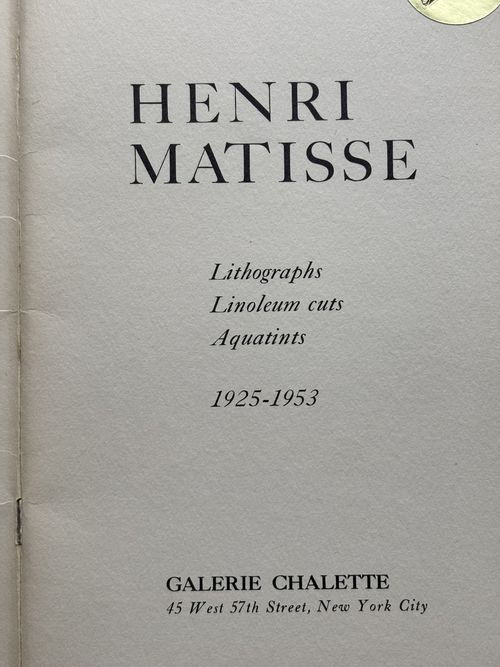 HENRI
MATISSE
Lithographs
Linoleum cuts
Aquatints
1925-1953
GALERIE CHALETTE
45 West 57th Street, New York City